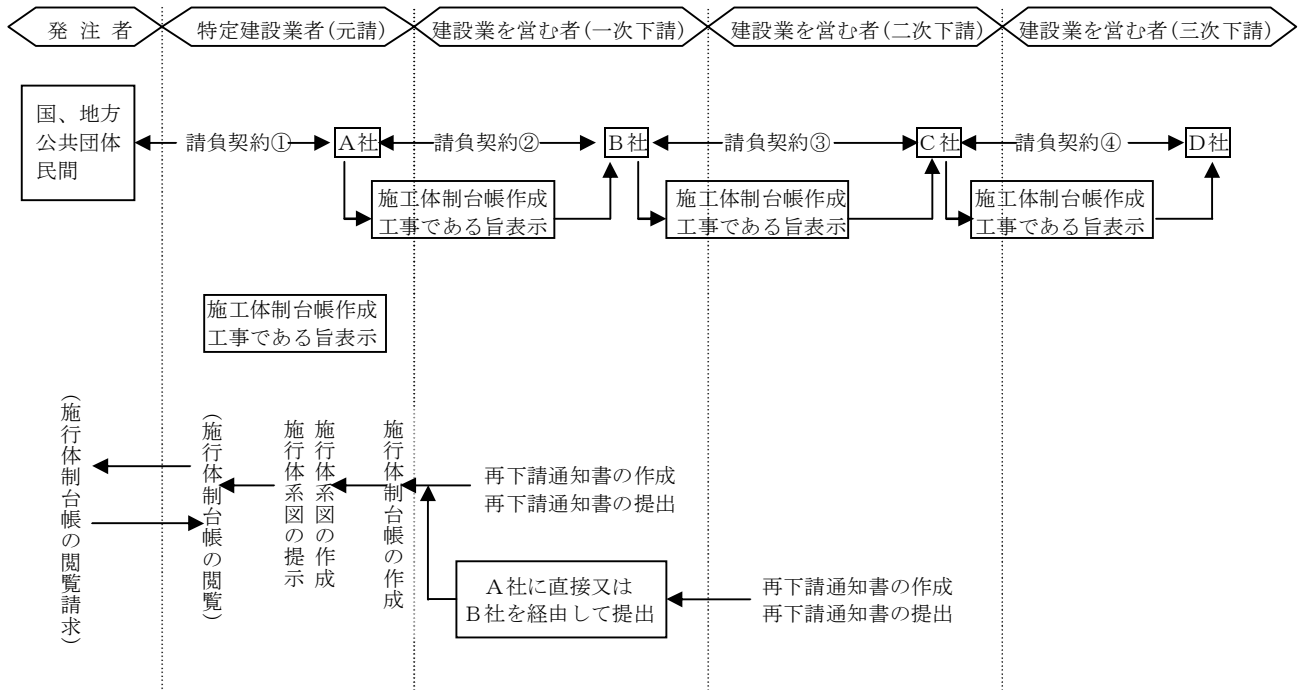 発 注 者
特定建設業者(元請)
建設業を営む者(一次下請)
建設業を営む者(二次下請)
建設業を営む者(三次下請)
国、地方
公共団体
民間
請負契約①
A社
請負契約②
B社
請負契約③
C社
請負契約④
D社
施工体制台帳作成
工事である旨表示
施工体制台帳作成
工事である旨表示
施工体制台帳作成
工事である旨表示
施工体制台帳作成
工事である旨表示
(施行体制台帳の閲覧請求)
(施行体制台帳の閲覧)
施行体系図の提示
施行体系図の作成
施行体制台帳の作成
再下請通知書の作成
再下請通知書の提出
A社に直接又は
B社を経由して提出
再下請通知書の作成
再下請通知書の提出